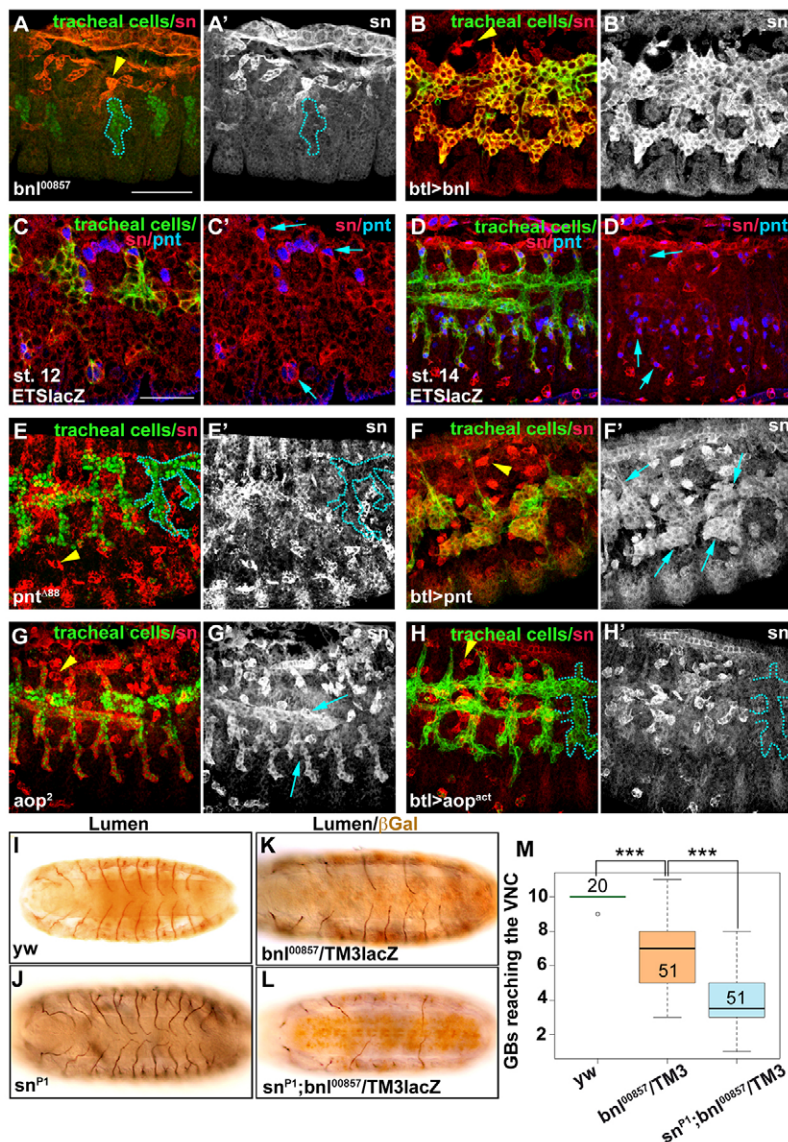 A tracheal cells/sn
bnl00857
A' sn
B tracheal cells/sn
btl>bnl
B' sn
C tracheal cells/
sn/pnt
st. 12
ETSlacZ
C' sn/pnt
D tracheal cells/
sn/pnt
st. 14
ETSlacZ
D' sn/pnt
E tracheal cells/sn
pntΔ88
E' sn
F tracheal cells/sn
btl>pnt
F' sn
G tracheal cells/sn
aop2
G' sn
H tracheal cells/sn
btl>aopact
H' sn
Lumen
I
yw
J
snP1
Lumen/βGal
K
bnl00857/TM3lacZ
L
snP1;bnl00857/TM3lacZ
M
*** ***
GBs reaching the VNC
10
8
6
4
2
20
51
51
yw
bnl00857/TM3
snP1;bnl00857/TM3